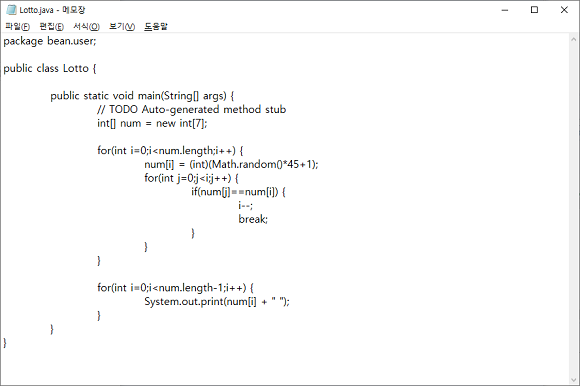 Lotto.java - 메모장
파일(F) 편집(E) 서식(O) 보기(V) 도움말
package bean.user;
public class Lotto {
public static void main(String[] args) {
// TODO Auto-generated method stub
int[] num = new int[7];
for(int i=0;i<num.length;i++) {
num[i] = (int)(Math.random()*45+1);
for(int j=0;j<i;j++) {
if(num[j]==num[i]) {
i--;
break;
}
}
}
for(int i=0;i<num.length-1;i++) {
System.out.print(num[i] + " ");
}
}
}